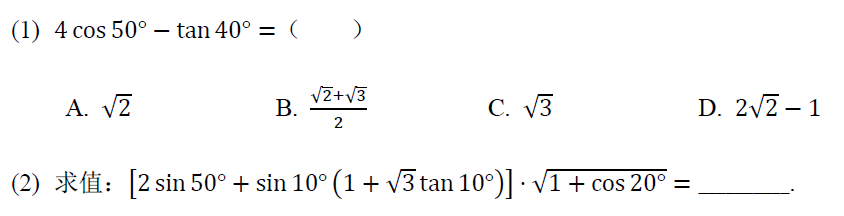 (1) 4 cos 50° − tan 40° =（　　）
A. √2　　B. (√2+√3)/2　　C. √3　　D. 2√2 − 1
(2) 求值：[2 sin 50° + sin 10°(1 + √3 tan 10°)] · √(1 + cos 20°) = ________.